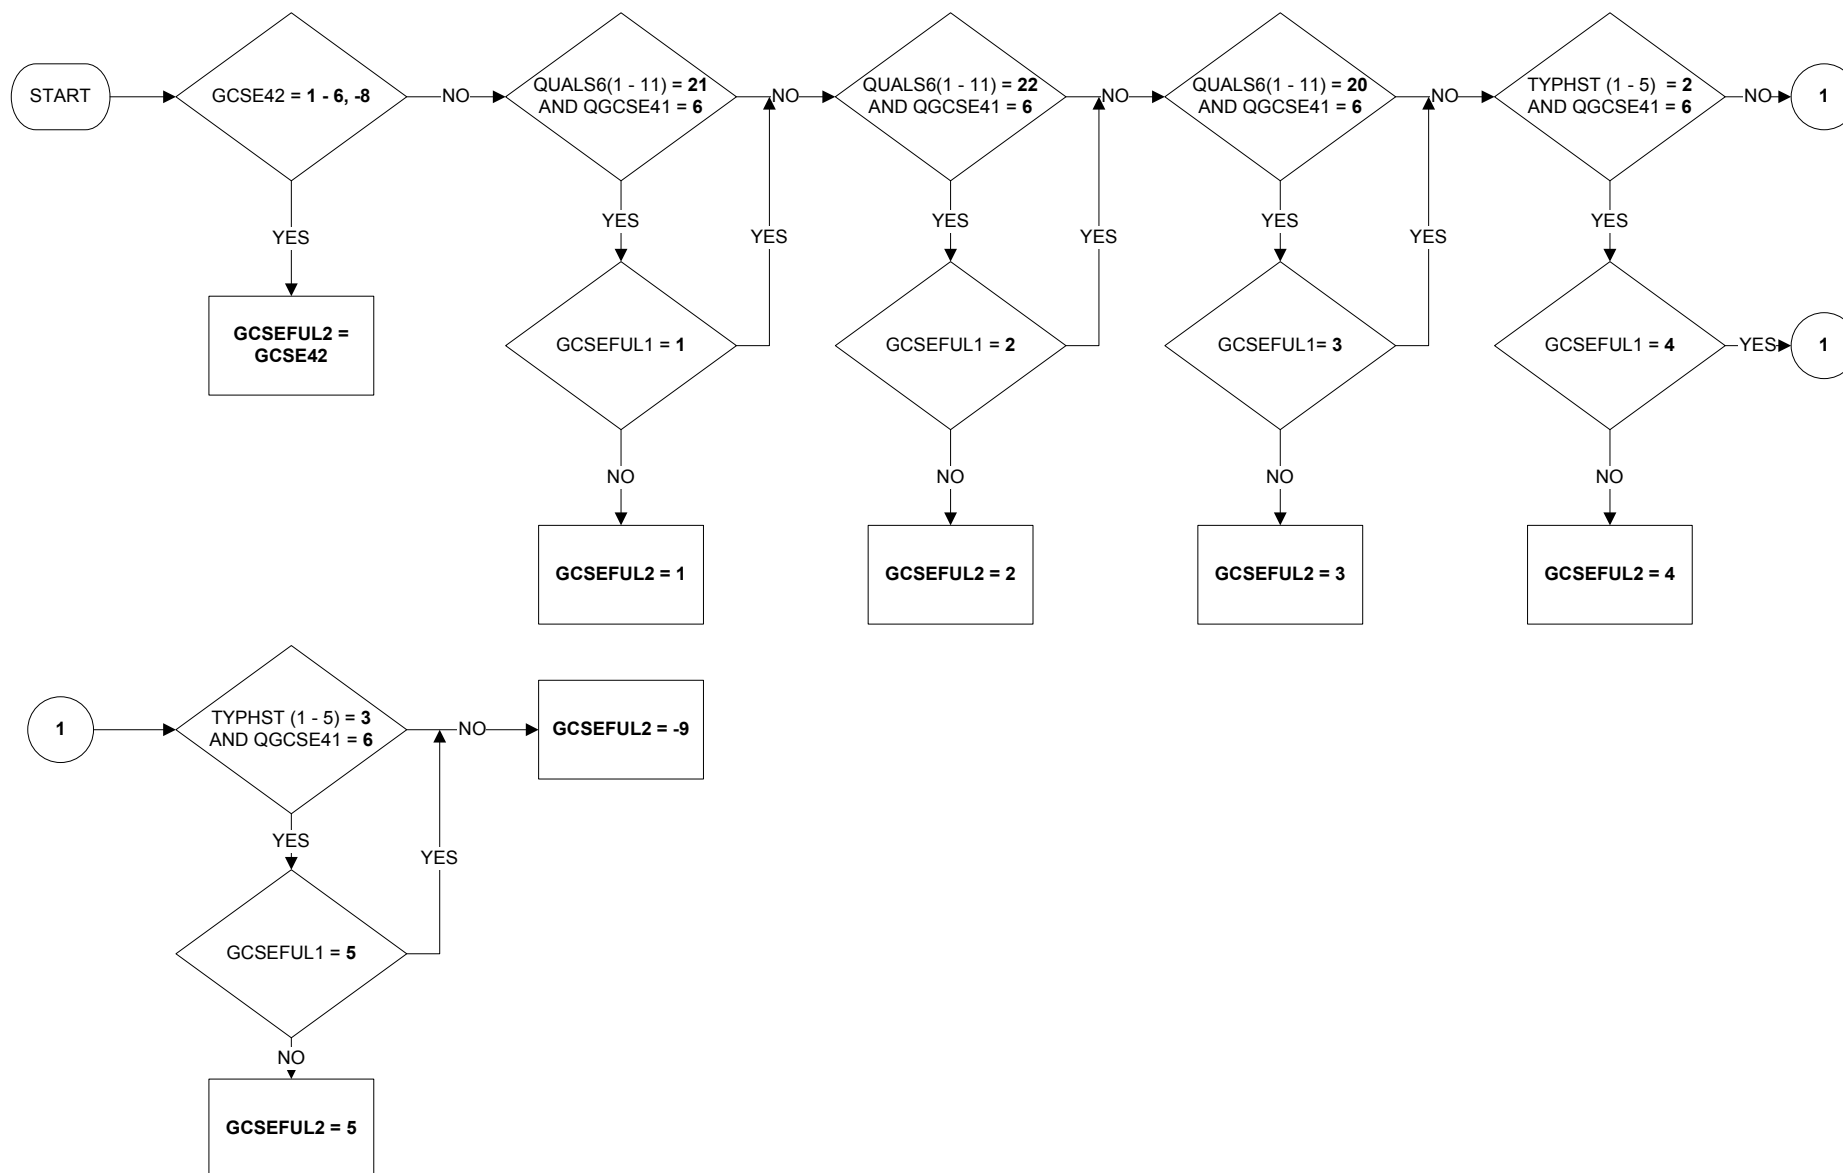 START
GCSE42 = 1 - 6, -8
NO
QUALS6(1 - 11) = 21
AND QGCSE41 = 6
NO
QUALS6(1 - 11) = 22
AND QGCSE41 = 6
NO
QUALS6(1 - 11) = 20
AND QGCSE41 = 6
NO
TYPHST (1 - 5) = 2
AND QGCSE41 = 6
NO
1
YES
YES
YES
YES
YES
YES
YES
YES
GCSEFUL2 =
GCSE42
GCSEFUL1 = 1
GCSEFUL1 = 2
GCSEFUL1= 3
GCSEFUL1 = 4
YES
1
NO
NO
NO
NO
GCSEFUL2 = 1
GCSEFUL2 = 2
GCSEFUL2 = 3
GCSEFUL2 = 4
1
TYPHST (1 - 5) = 3
AND QGCSE41 = 6
NO
GCSEFUL2 = -9
YES
YES
GCSEFUL1 = 5
NO
GCSEFUL2 = 5